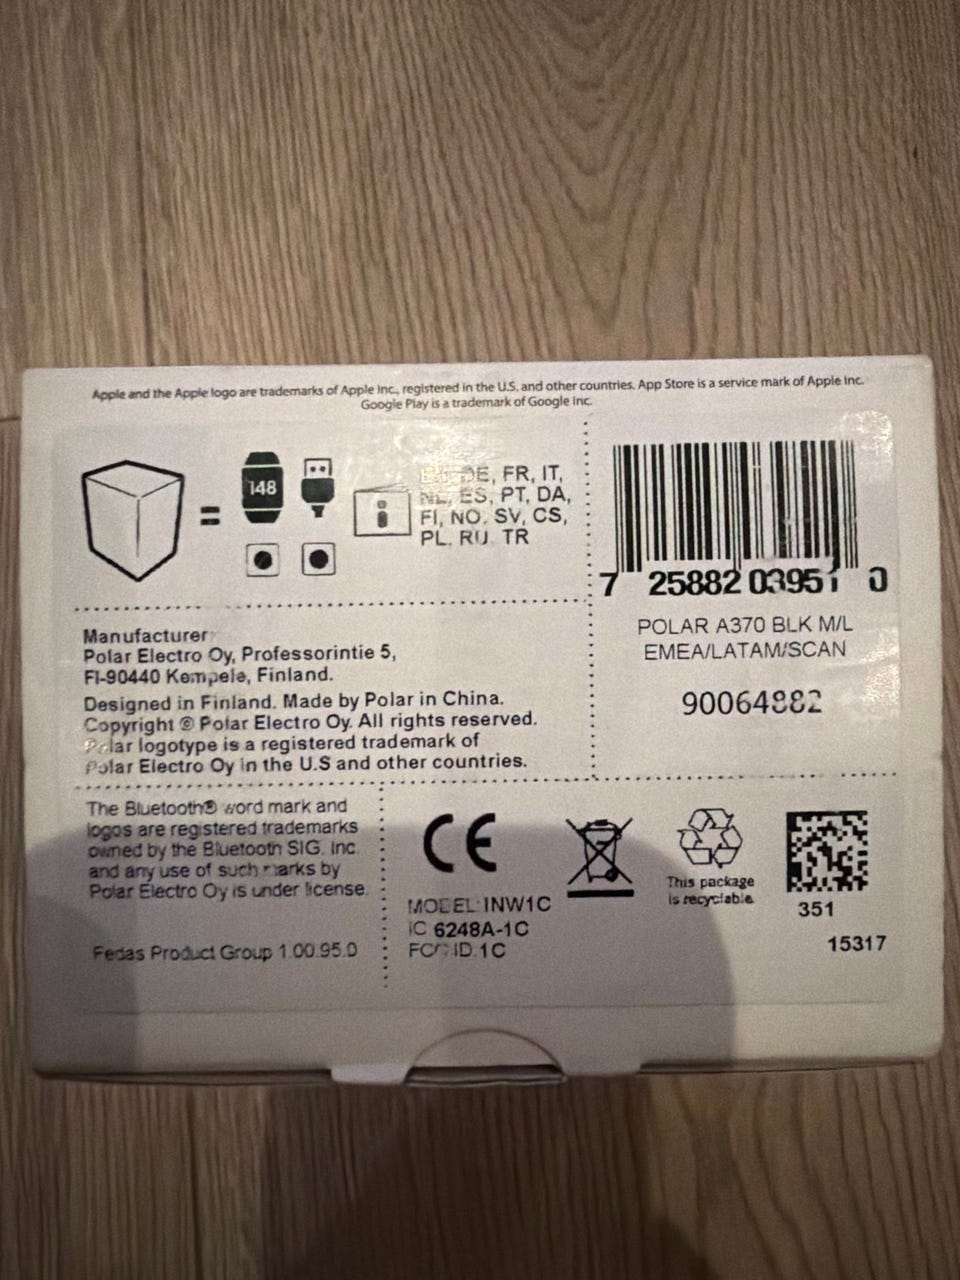 Apple and the Apple logo are trademarks of Apple Inc., registered in the U.S. and other countries. App Store is a service mark of Apple Inc.
Google Play is a trademark of Google Inc.
148
DE, FR, IT,
NL, ES, PT, DA,
FI, NO, SV, CS,
PL, RU, TR
7 25882 03951 0
POLAR A370 BLK M/L
EMEA/LATAM/SCAN
90064882
Manufacturer
Polar Electro Oy, Professorintie 5,
FI-90440 Kempele, Finland.
Designed in Finland. Made by Polar in China.
Copyright © Polar Electro Oy. All rights reserved.
Polar logotype is a registered trademark of
Polar Electro Oy in the U.S and other countries.
The Bluetooth® word mark and
logos are registered trademarks
owned by the Bluetooth SIG, Inc.
and any use of such marks by
Polar Electro Oy is under license.
Fedas Product Group 1.00.95.0
CE
MODEL: INW1C
IC 6248A-1C
FCC ID: 1C
This package
is recyclable
351
15317